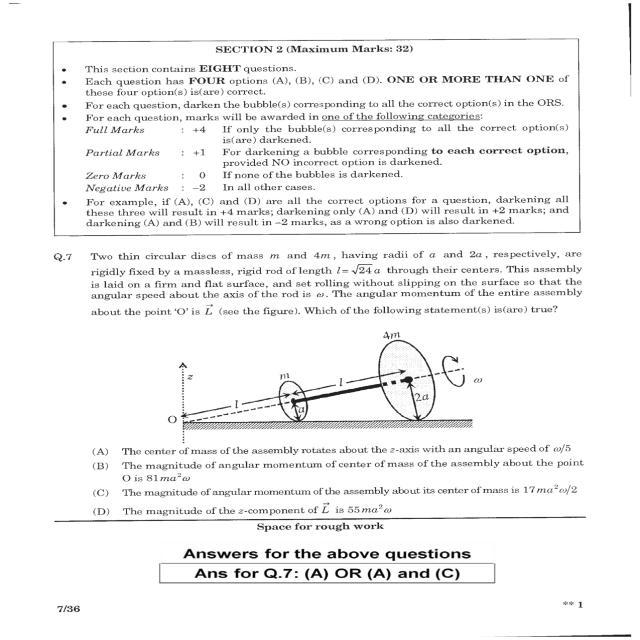 SECTION 2 (Maximum Marks: 32)
• This section contains EIGHT questions.
• Each question has FOUR options (A), (B), (C) and (D). ONE OR MORE THAN ONE of
these four option(s) is(are) correct.
• For each question, darken the bubble(s) corresponding to all the correct option(s) in the ORS.
• For each question, marks will be awarded in one of the following categories:
Full Marks : +4 If only the bubble(s) corresponding to all the correct option(s)
is(are) darkened.
Partial Marks : +1 For darkening a bubble corresponding to each correct option,
provided NO incorrect option is darkened.
Zero Marks : 0 If none of the bubbles is darkened.
Negative Marks : −2 In all other cases.
• For example, if (A), (C) and (D) are all the correct options for a question, darkening all
these three will result in +4 marks; darkening only (A) and (D) will result in +2 marks; and
darkening (A) and (B) will result in −2 marks, as a wrong option is also darkened.
Q.7 Two thin circular discs of mass m and 4m, having radii of a and 2a, respectively, are
rigidly fixed by a massless, rigid rod of length l=√24 a through their centers. This assembly
is laid on a firm and flat surface, and set rolling without slipping on the surface so that the
angular speed about the axis of the rod is ω. The angular momentum of the entire assembly
about the point 'O' is L⃗ (see the figure). Which of the following statement(s) is(are) true?
4m
z
m
l
l
ω
a
2a
O
(A) The center of mass of the assembly rotates about the z-axis with an angular speed of ω/5
(B) The magnitude of angular momentum of center of mass of the assembly about the point
O is 81ma²ω
(C) The magnitude of angular momentum of the assembly about its center of mass is 17ma²ω/2
(D) The magnitude of the z-component of L⃗ is 55ma²ω
Space for rough work
Answers for the above questions
Ans for Q.7: (A) OR (A) and (C)
7/36
** 1